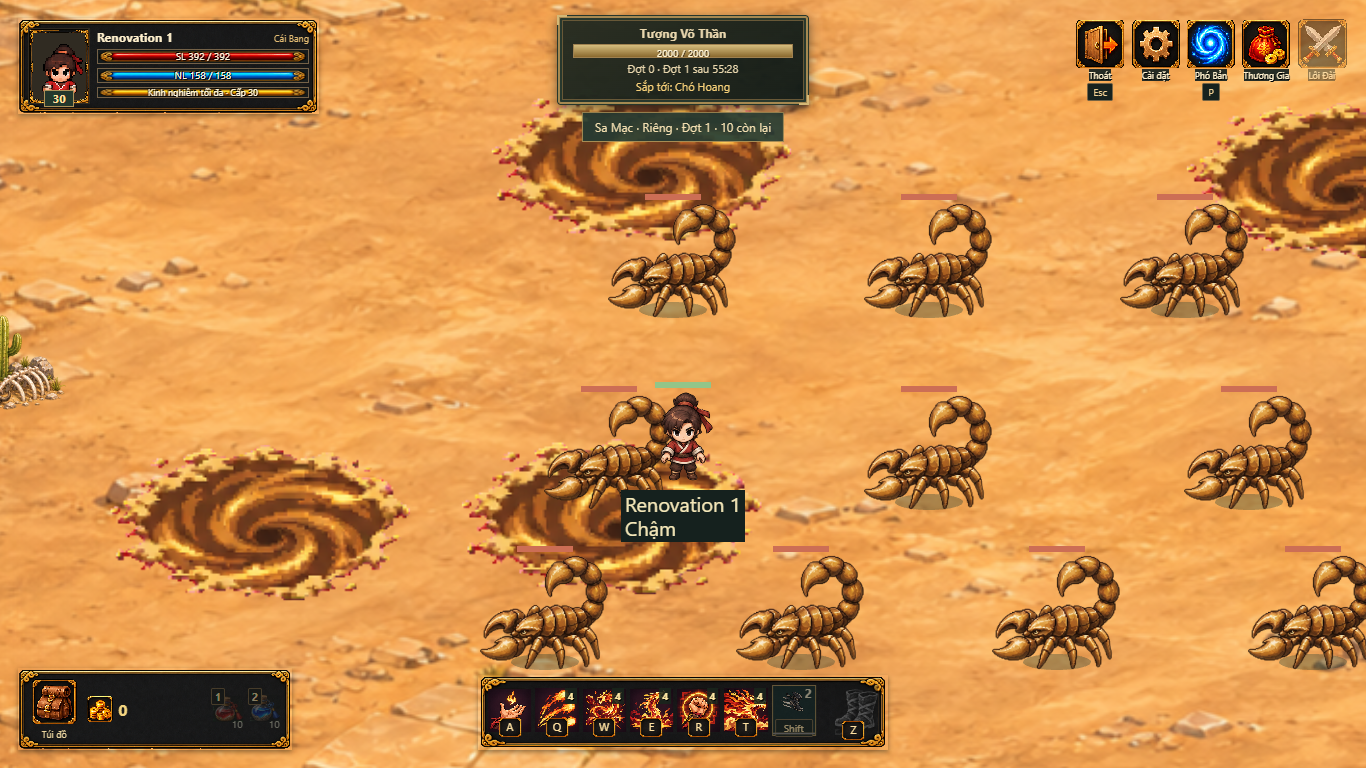 Renovation 1
Cái Bang
SL 392 / 392
NL 158 / 158
Kinh nghiệm tối đa · Cấp 30
30
Tượng Võ Thần
2000 / 2000
Đợt 0 · Đợt 1 sau 55:28
Sắp tới: Chó Hoang
Sa Mạc · Riêng · Đợt 1 · 10 còn lại
Thoát
Cài đặt
Phó Bản
Thương Gia
Lôi Đài
Esc
P
Renovation 1
Chậm
Túi đồ
0
1
10
2
10
A
4
Q
4
W
4
E
4
R
4
T
2
Shift
Z